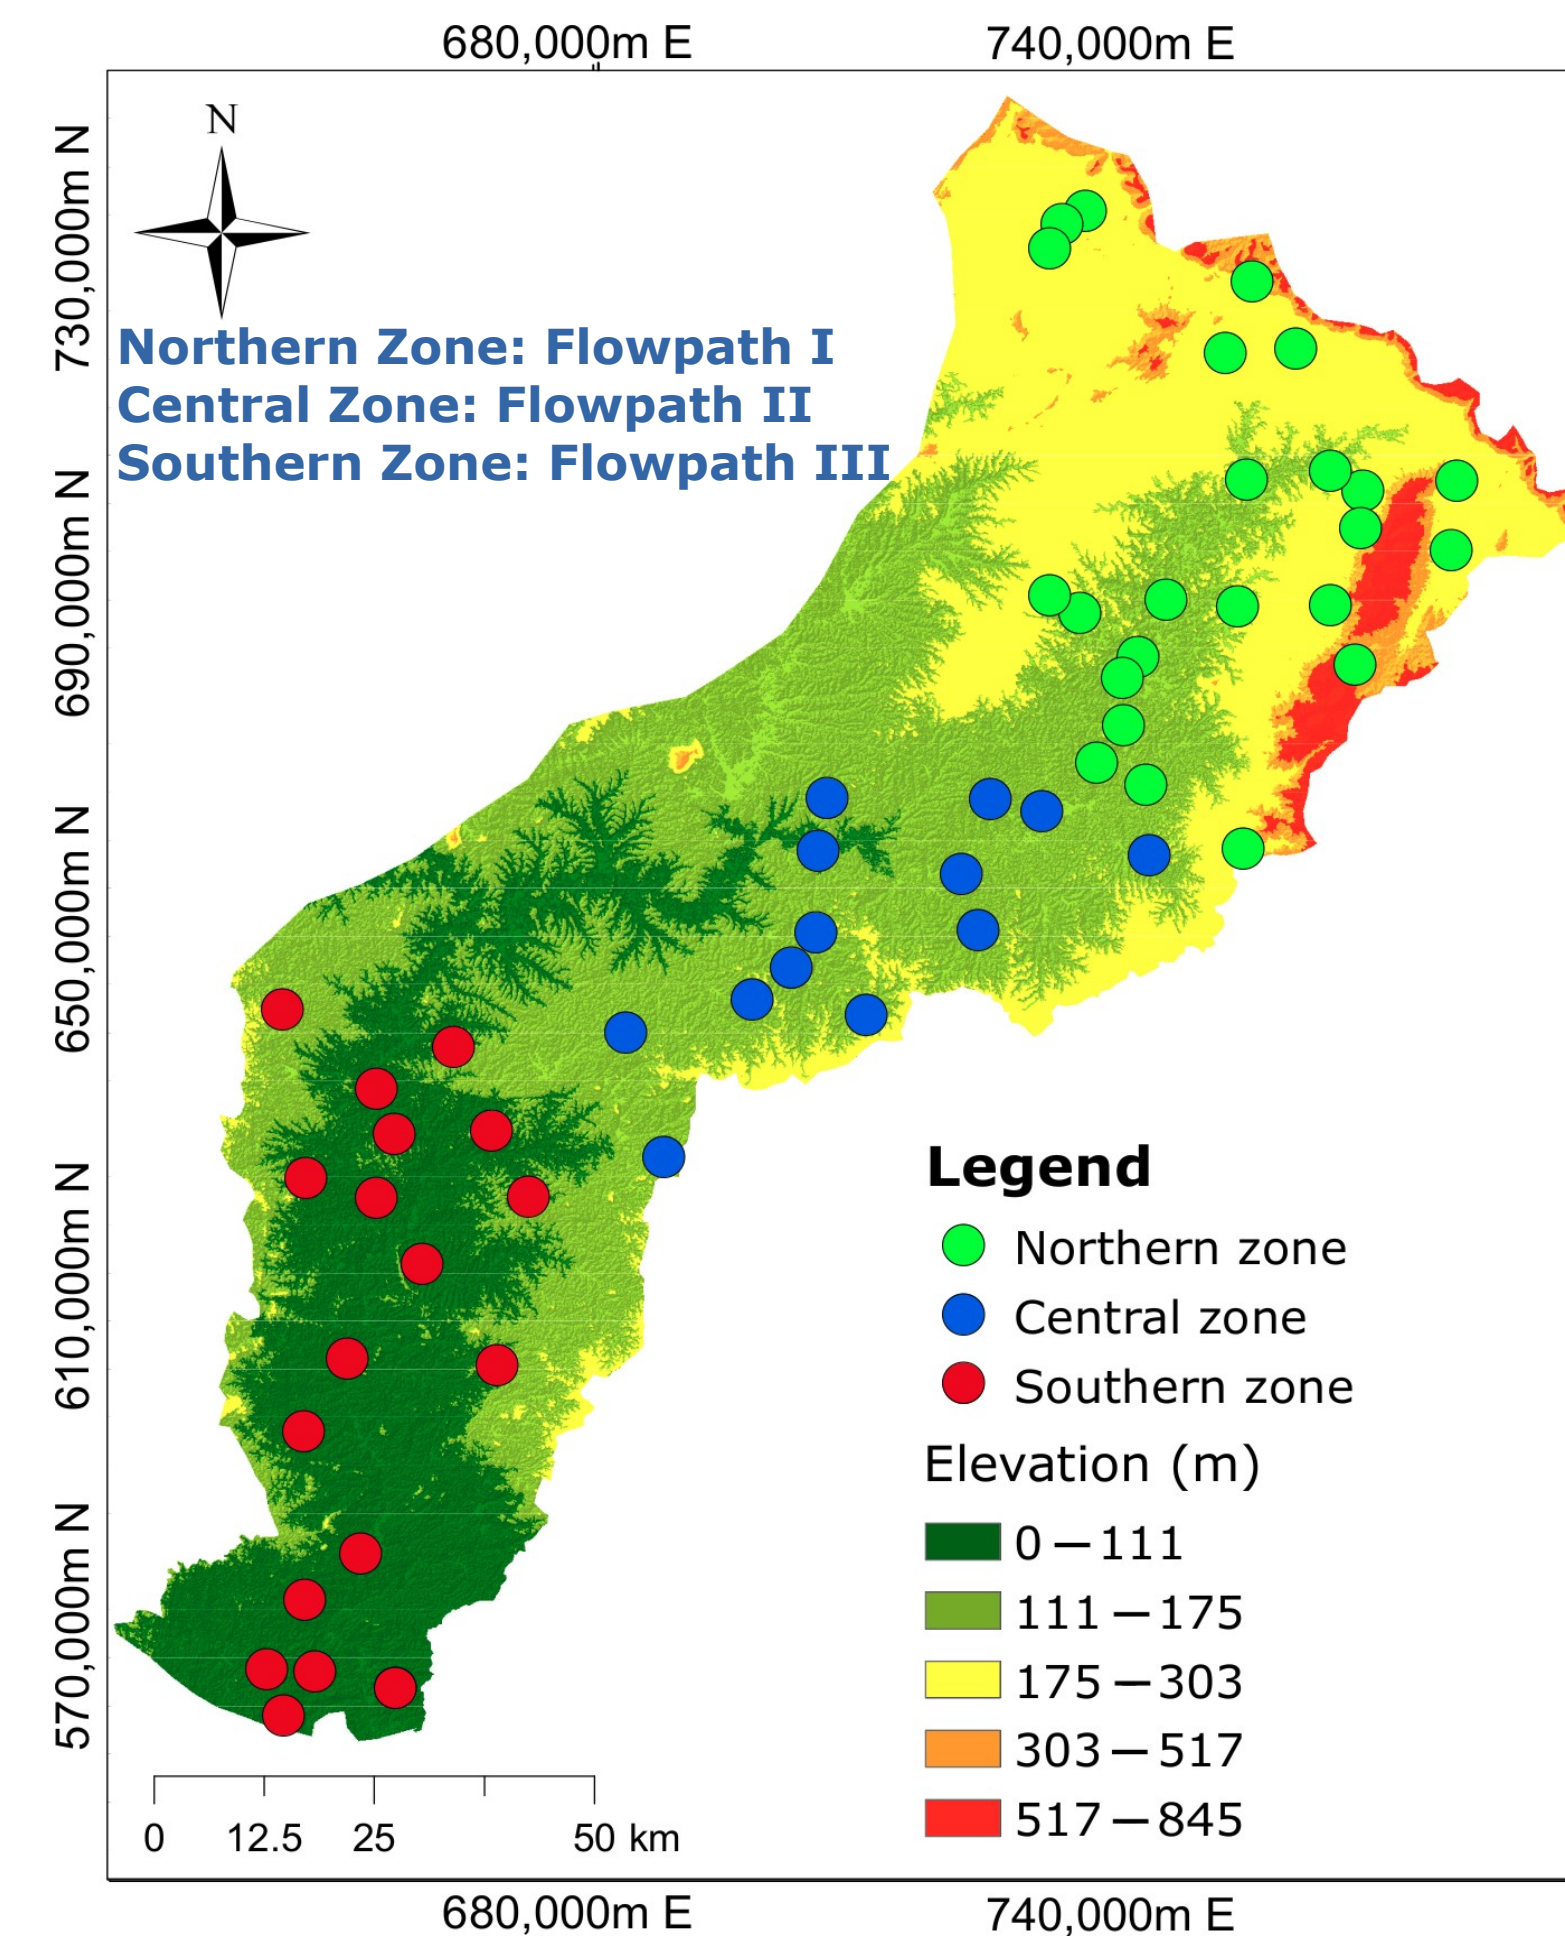 680,000m E 740,000m E
N
730,000m N
690,000m N
650,000m N
610,000m N
570,000m N
Northern Zone: Flowpath I
Central Zone: Flowpath II
Southern Zone: Flowpath III
Legend
Northern zone
Central zone
Southern zone
Elevation (m)
0 – 111
111 – 175
175 – 303
303 – 517
517 – 845
0 12.5 25 50 km
680,000m E 740,000m E